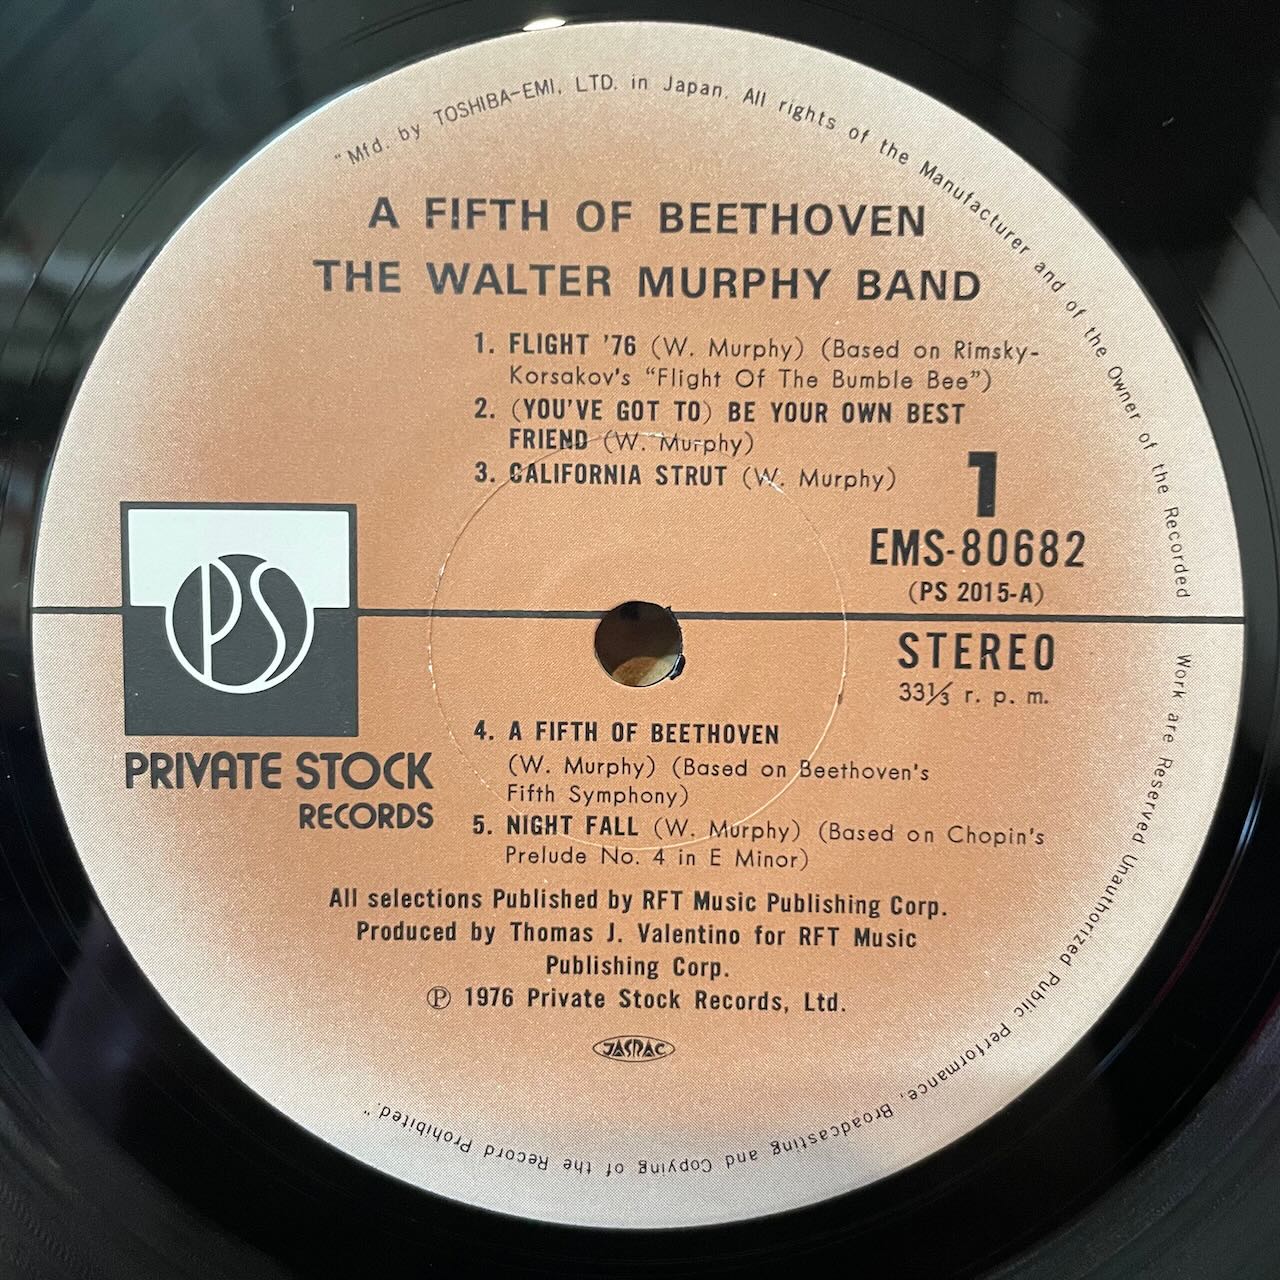 "Mfd. by TOSHIBA-EMI, LTD. in Japan. All rights of the Manufacturer and of the Owner of the Recorded Work are Reserved Unauthorized Public Performance, Broadcasting and Copying of the Record Prohibited."
A FIFTH OF BEETHOVEN
THE WALTER MURPHY BAND
1. FLIGHT '76 (W. Murphy) (Based on Rimsky-
Korsakov's "Flight Of The Bumble Bee")
2. (YOU'VE GOT TO) BE YOUR OWN BEST
FRIEND (W. Murphy)
3. CALIFORNIA STRUT (W. Murphy)
1
EMS-80682
(PS 2015-A)
STEREO
33⅓ r. p. m.
PS
PRIVATE STOCK
RECORDS
4. A FIFTH OF BEETHOVEN
(W. Murphy) (Based on Beethoven's
Fifth Symphony)
5. NIGHT FALL (W. Murphy) (Based on Chopin's
Prelude No. 4 in E Minor)
All selections Published by RFT Music Publishing Corp.
Produced by Thomas J. Valentino for RFT Music
Publishing Corp.
℗ 1976 Private Stock Records, Ltd.
JASRAC